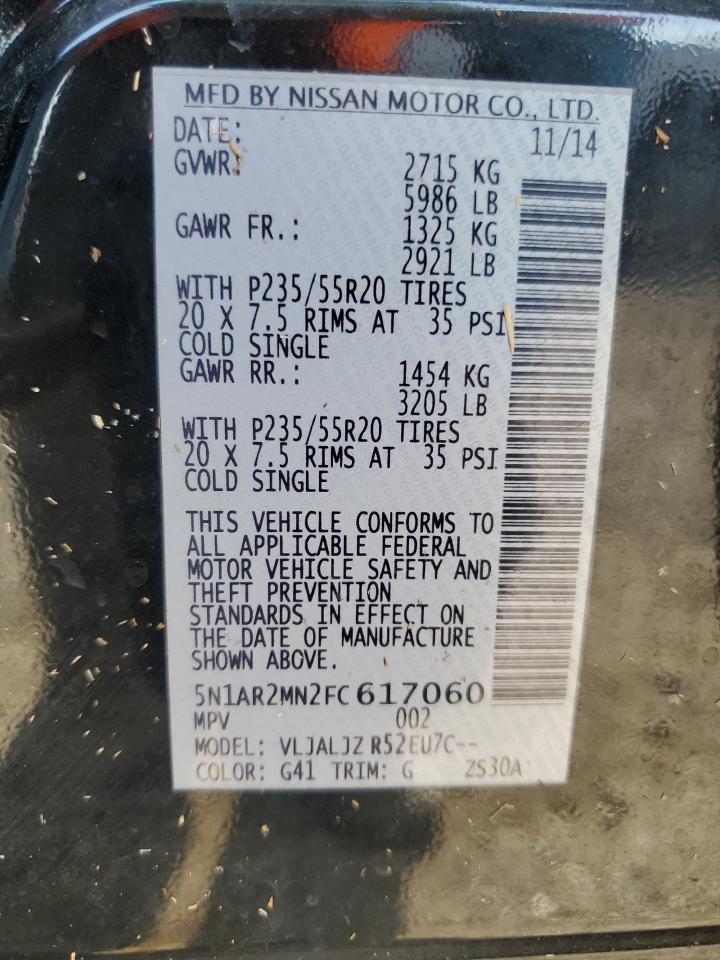 MFD BY NISSAN MOTOR CO., LTD.
DATE: 11/14
GVWR: 2715 KG
5986 LB
GAWR FR.: 1325 KG
2921 LB
WITH P235/55R20 TIRES
20 X 7.5 RIMS AT 35 PSI
COLD SINGLE
GAWR RR.: 1454 KG
3205 LB
WITH P235/55R20 TIRES
20 X 7.5 RIMS AT 35 PSI
COLD SINGLE
THIS VEHICLE CONFORMS TO
ALL APPLICABLE FEDERAL
MOTOR VEHICLE SAFETY AND
THEFT PREVENTION
STANDARDS IN EFFECT ON
THE DATE OF MANUFACTURE
SHOWN ABOVE.
5N1AR2MN2FC 617060
MPV 002
MODEL: VLJALJZ R52EU7C--
COLOR: G41 TRIM: G ZS30A